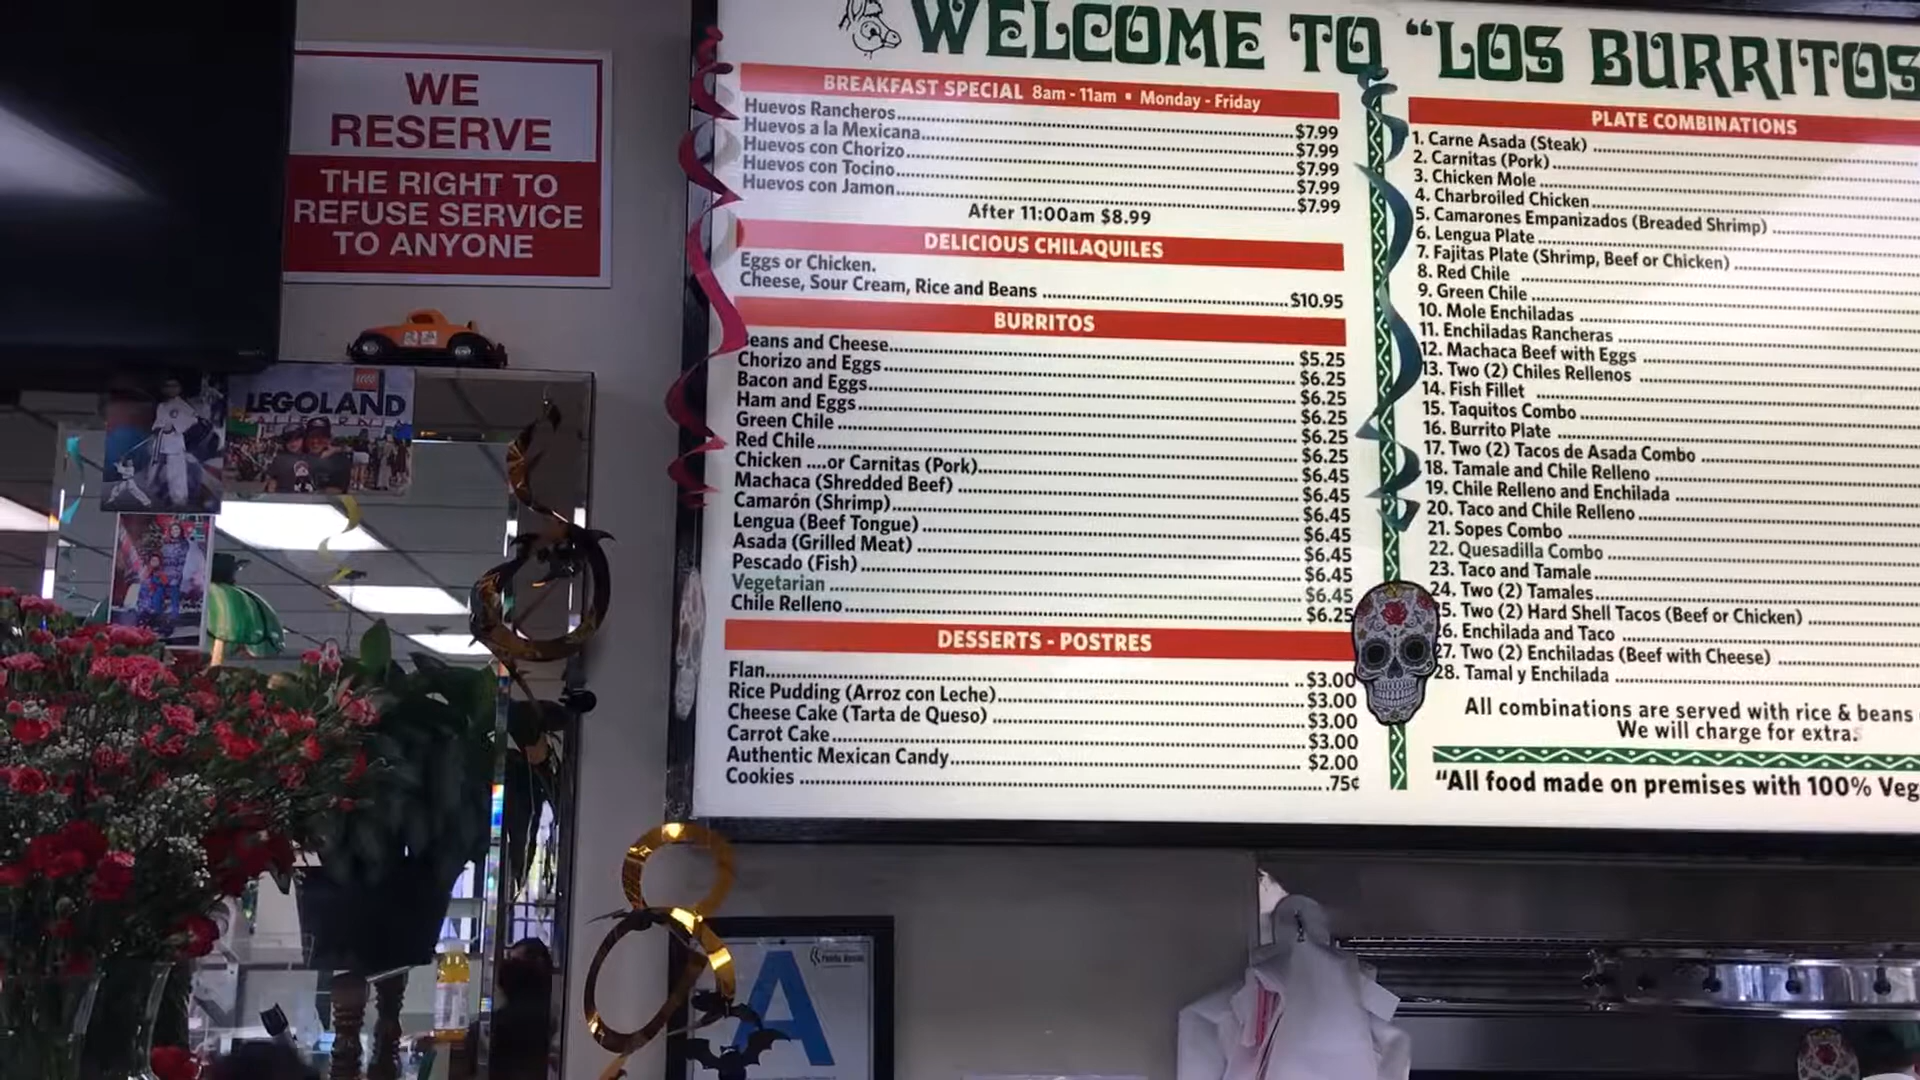 WELCOME TO "LOS BURRITOS
WE
RESERVE
THE RIGHT TO
REFUSE SERVICE
TO ANYONE
LEGO
LEGOLAND
CALIFORNIA
BREAKFAST SPECIAL 8am - 11am • Monday - Friday
Huevos Rancheros $7.99
Huevos a la Mexicana $7.99
Huevos con Chorizo $7.99
Huevos con Tocino $7.99
Huevos con Jamon $7.99
After 11:00am $8.99
DELICIOUS CHILAQUILES
Eggs or Chicken.
Cheese, Sour Cream, Rice and Beans $10.95
BURRITOS
Beans and Cheese $5.25
Chorizo and Eggs $6.25
Bacon and Eggs $6.25
Ham and Eggs $6.25
Green Chile $6.25
Red Chile $6.25
Chicken ....or Carnitas (Pork) $6.45
Machaca (Shredded Beef) $6.45
Camarón (Shrimp) $6.45
Lengua (Beef Tongue) $6.45
Asada (Grilled Meat) $6.45
Pescado (Fish) $6.45
Vegetarian $6.45
Chile Relleno $6.25
DESSERTS - POSTRES
Flan $3.00
Rice Pudding (Arroz con Leche) $3.00
Cheese Cake (Tarta de Queso) $3.00
Carrot Cake $3.00
Authentic Mexican Candy $2.00
Cookies .75¢
PLATE COMBINATIONS
1. Carne Asada (Steak)
2. Carnitas (Pork)
3. Chicken Mole
4. Charbroiled Chicken
5. Camarones Empanizados (Breaded Shrimp)
6. Lengua Plate
7. Fajitas Plate (Shrimp, Beef or Chicken)
8. Red Chile
9. Green Chile
10. Mole Enchiladas
11. Enchiladas Rancheras
12. Machaca Beef with Eggs
13. Two (2) Chiles Rellenos
14. Fish Fillet
15. Taquitos Combo
16. Burrito Plate
17. Two (2) Tacos de Asada Combo
18. Tamale and Chile Relleno
19. Chile Relleno and Enchilada
20. Taco and Chile Relleno
21. Sopes Combo
22. Quesadilla Combo
23. Taco and Tamale
24. Two (2) Tamales
25. Two (2) Hard Shell Tacos (Beef or Chicken)
26. Enchilada and Taco
27. Two (2) Enchiladas (Beef with Cheese)
28. Tamal y Enchilada
All combinations are served with rice & beans
We will charge for extra.
"All food made on premises with 100% Veg
A
Public Health